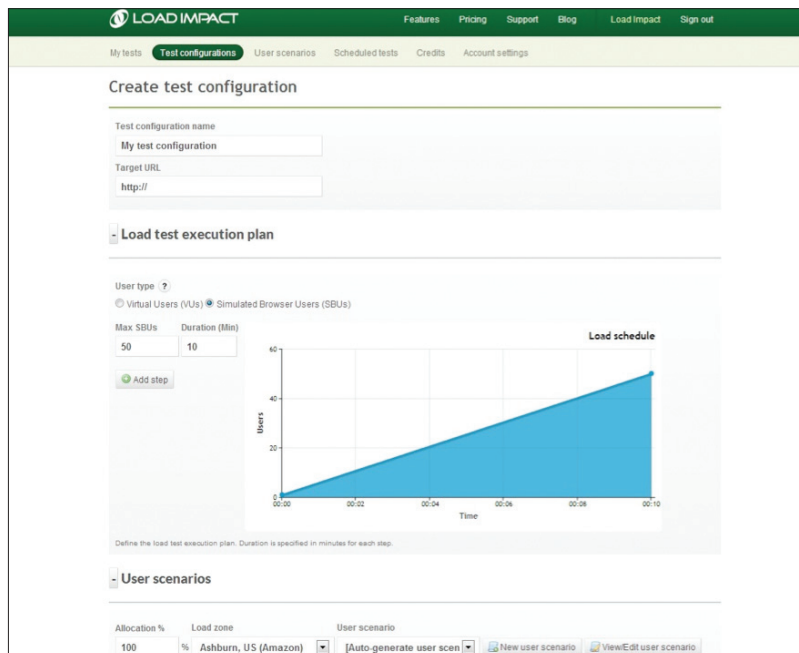 LOAD IMPACT
Features Pricing Support Blog Load Impact Sign out
My tests Test configurations User scenarios Scheduled tests Credits Account settings
Create test configuration
Test configuration name
My test configuration
Target URL
http://
- Load test execution plan
User type ?
Virtual Users (VUs) Simulated Browser Users (SBUs)
Max SBUs Duration (Min)
50 10
Add step
Load schedule
60
40
20
0
Users
00:00 00:02 00:04 00:06 00:08 00:10
Time
Define the load test execution plan. Duration is specified in minutes for each step.
- User scenarios
Allocation % Load zone User scenario
100 % Ashburn, US (Amazon) [Auto-generate user scen New user scenario View/Edit user scenario